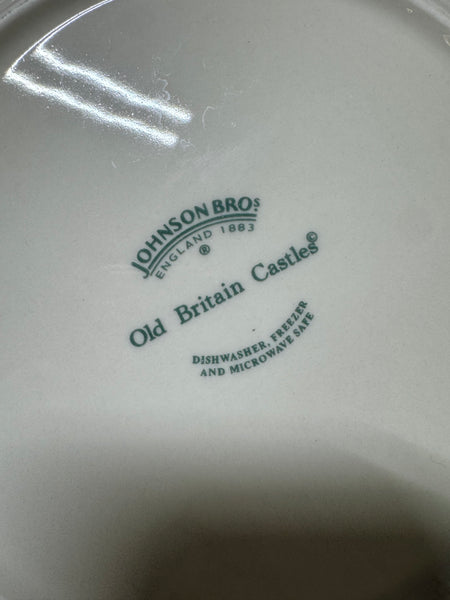 JOHNSON BROS.
ENGLAND 1883
®
Old Britain Castles©
DISHWASHER, FREEZER
AND MICROWAVE SAFE